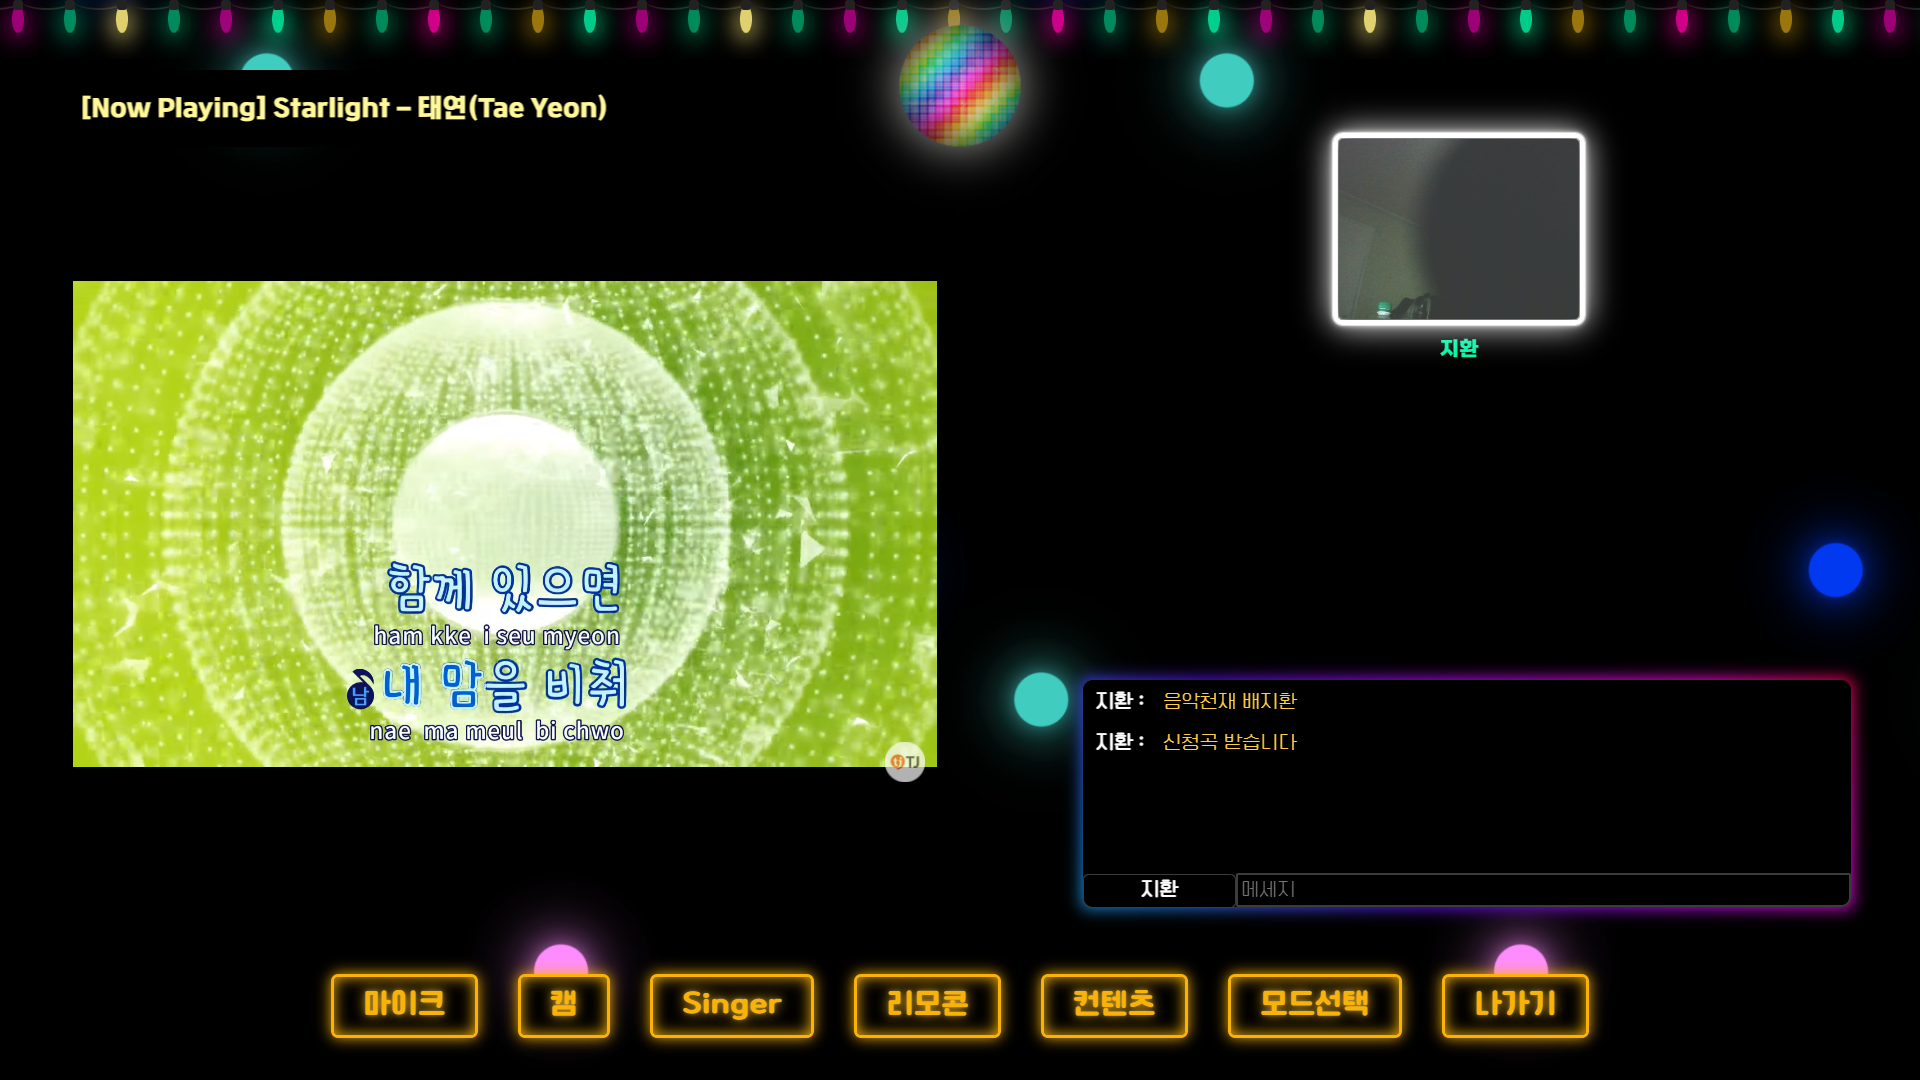 [Now Playing] Starlight - 태연(Tae Yeon)
지환
함께 있으면
ham kke i seu myeon
남 내 맘을 비춰
nae ma meul bi chwo
TJ
지환 : 음악천재 배지환
지환 : 신청곡 받습니다
지환 메세지
마이크 캠 Singer 리모콘 컨텐츠 모드선택 나가기